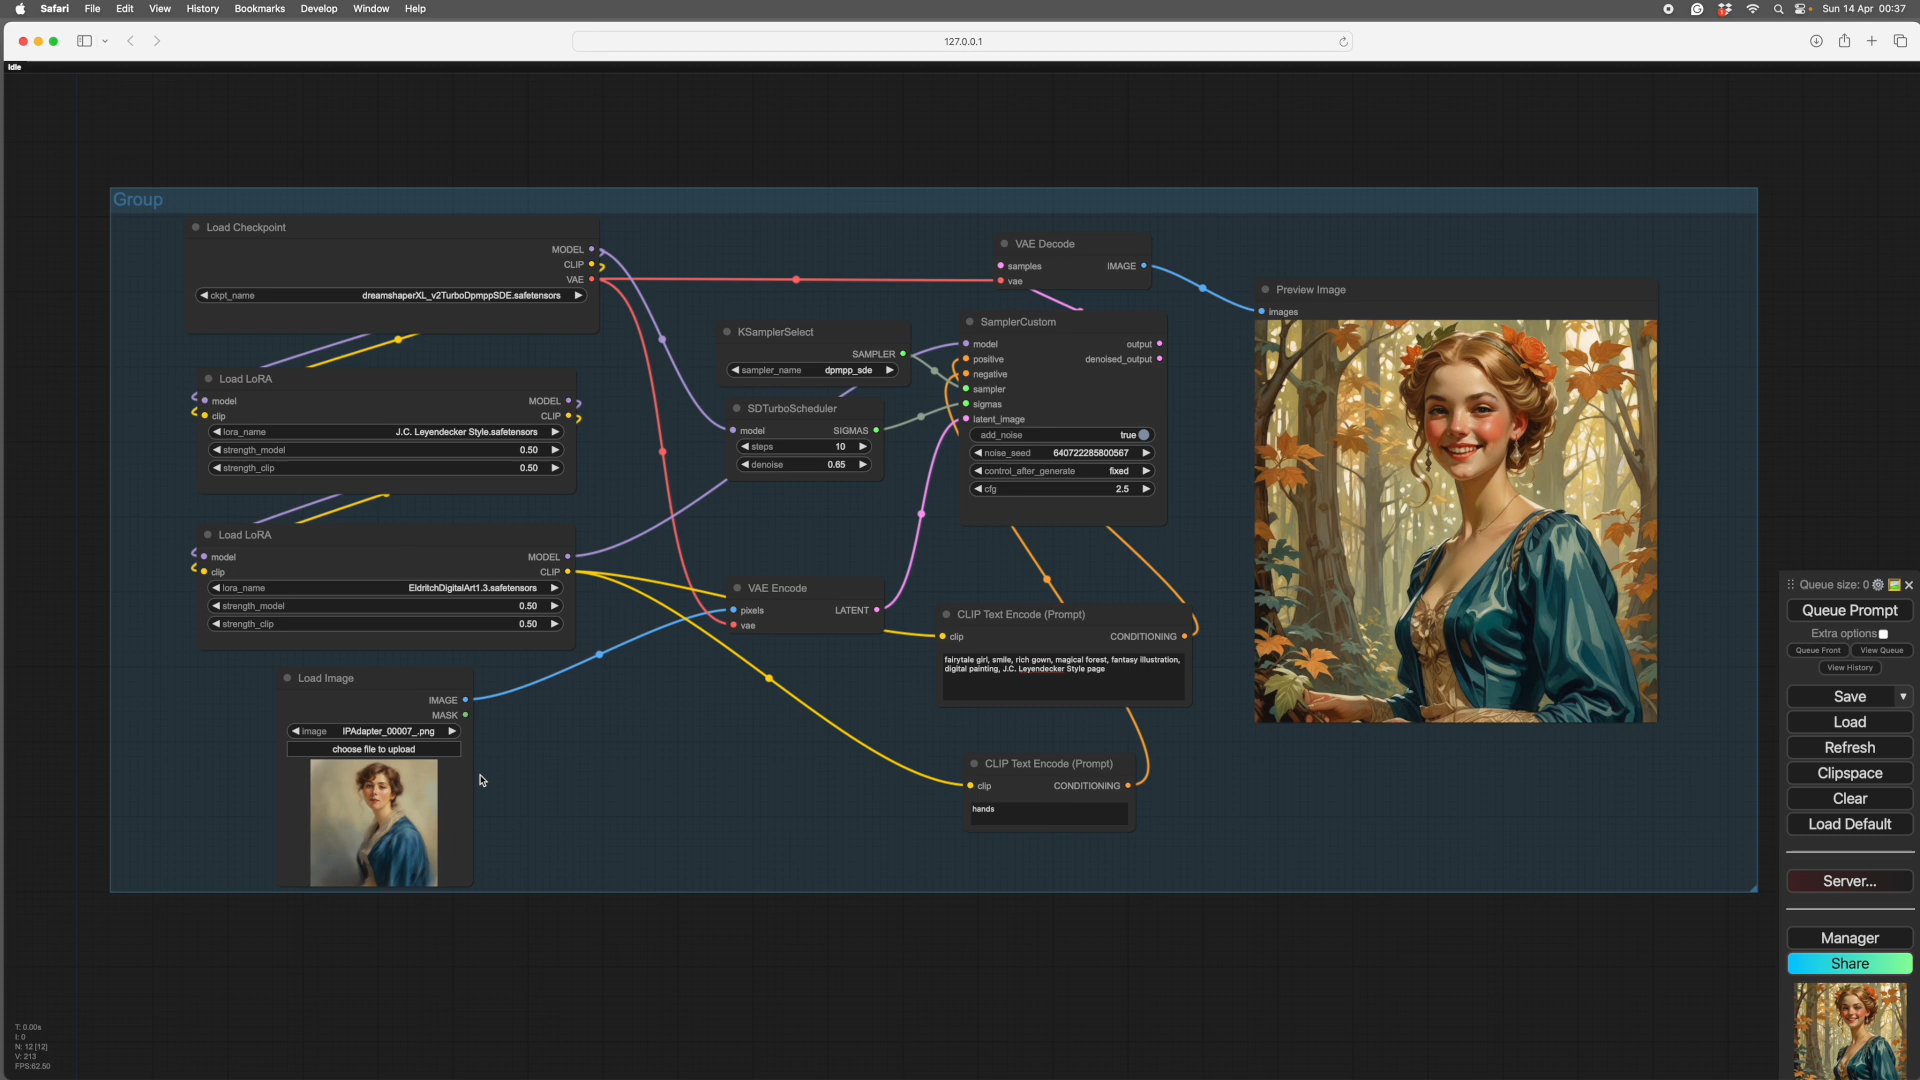 Safari File Edit View History Bookmarks Develop Window Help
Sun 14 Apr 00:37
127.0.0.1
Idle
Group
Load Checkpoint
MODEL
CLIP
VAE
ckpt_name dreamshaperXL_v2TurboDpmppSDE.safetensors
Load LoRA
model MODEL
clip CLIP
lora_name J.C. Leyendecker Style.safetensors
strength_model 0.50
strength_clip 0.50
Load LoRA
model MODEL
clip CLIP
lora_name EldritchDigitalArt1.3.safetensors
strength_model 0.50
strength_clip 0.50
Load Image
IMAGE
MASK
image IPAdapter_00007_.png
choose file to upload
KSamplerSelect
SAMPLER
sampler_name dpmpp_sde
SDTurboScheduler
model SIGMAS
steps 10
denoise 0.65
VAE Encode
pixels LATENT
vae
VAE Decode
samples IMAGE
vae
SamplerCustom
model output
positive denoised_output
negative
sampler
sigmas
latent_image
add_noise true
noise_seed 640722285800567
control_after_generate fixed
cfg 2.5
CLIP Text Encode (Prompt)
clip CONDITIONING
fairytale girl, smile, rich gown, magical forest, fantasy illustration,
digital painting, J.C. Leyendecker Style page
CLIP Text Encode (Prompt)
clip CONDITIONING
hands
Preview Image
images
Queue size: 0
Queue Prompt
Extra options
Queue Front View Queue
View History
Save
Load
Refresh
Clipspace
Clear
Load Default
Server...
Manager
Share
T: 0.00s
I: 0
N: 12 [12]
V: 213
FPS:62.50